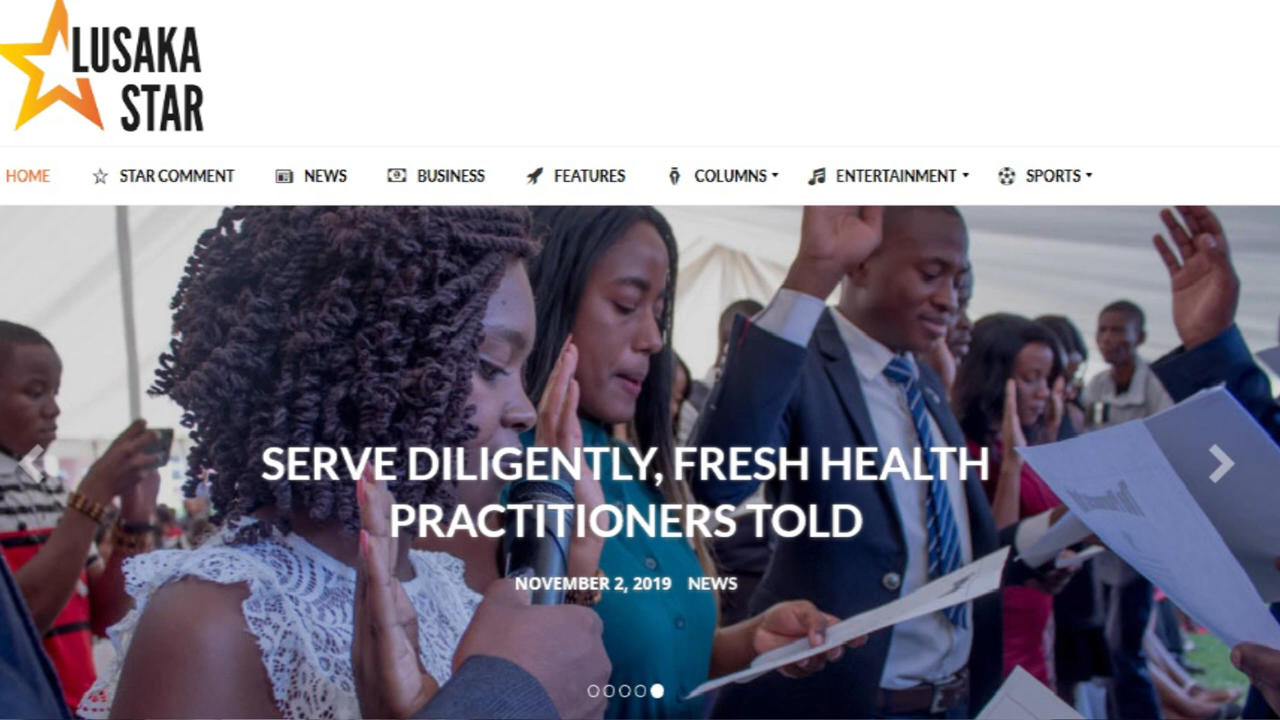 LUSAKA
STAR
HOME STAR COMMENT NEWS BUSINESS FEATURES COLUMNS ENTERTAINMENT SPORTS
SERVE DILIGENTLY, FRESH HEALTH
PRACTITIONERS TOLD
NOVEMBER 2, 2019 NEWS